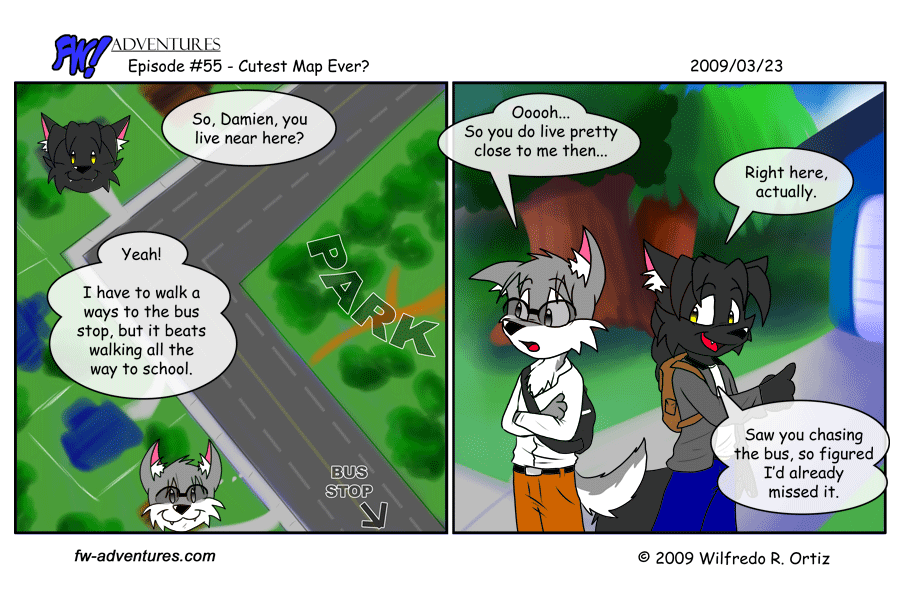 FW! ADVENTURES
Episode #55 - Cutest Map Ever?
2009/03/23
So, Damien, you
live near here?
Yeah!
I have to walk a
ways to the bus
stop, but it beats
walking all the
way to school.
PARK
BUS
STOP
Ooooh...
So you do live pretty
close to me then...
Right here,
actually.
Saw you chasing
the bus, so figured
I'd already
missed it.
fw-adventures.com
© 2009 Wilfredo R. Ortiz